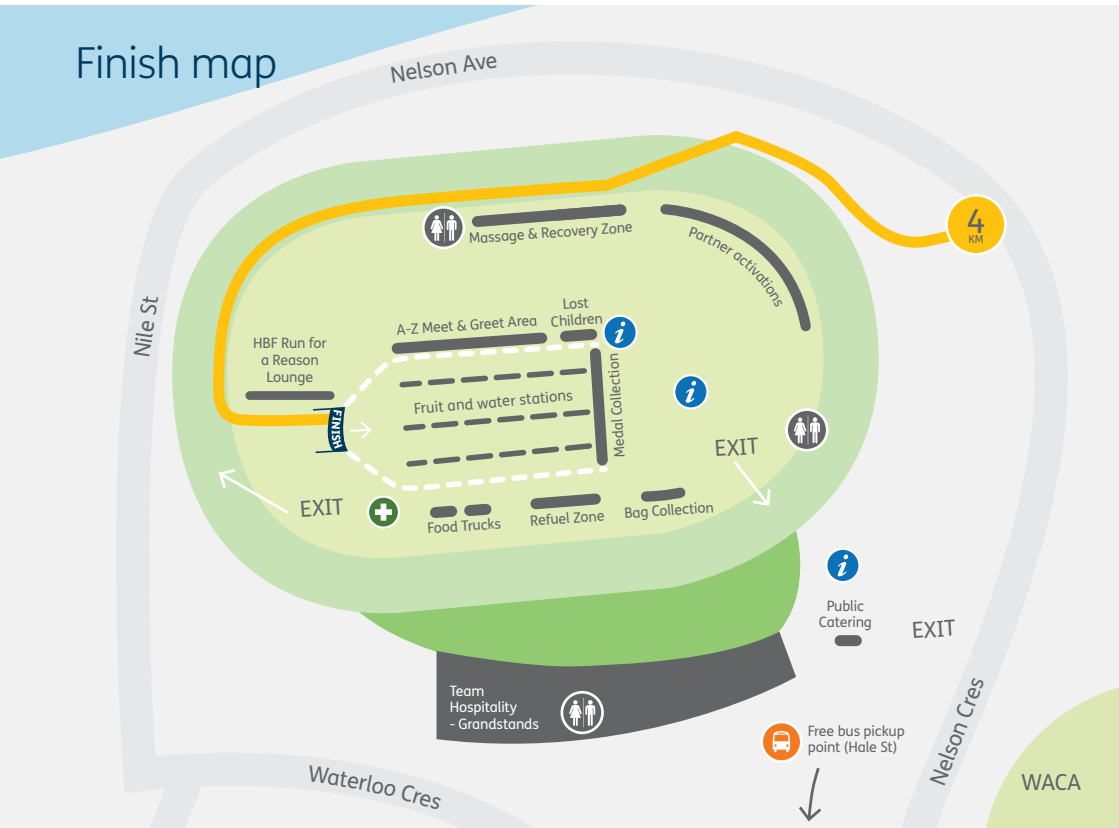 Finish map
Nelson Ave
4
KM
Massage & Recovery Zone
Partner activations
Nile St
Lost
Children
A-Z Meet & Greet Area
i
HBF Run for
a Reason
Lounge
Medal Collection
i
Fruit and water stations
FINISH
EXIT
EXIT
Food Trucks
Refuel Zone
Bag Collection
i
Public
Catering
EXIT
Team
Hospitality
- Grandstands
Free bus pickup
point (Hale St)
Nelson Cres
Waterloo Cres
WACA